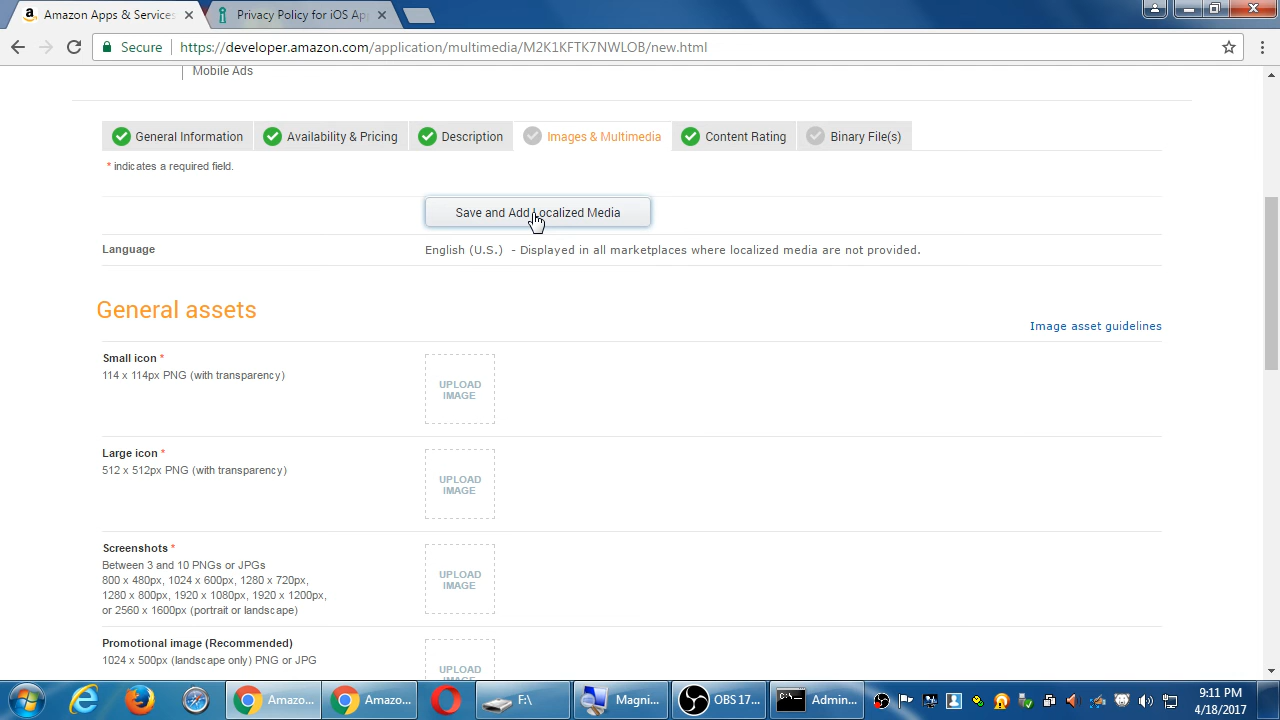 Amazon Apps & Services
Privacy Policy for iOS App
Secure
https://developer.amazon.com/application/multimedia/M2K1KFTK7NWLOB/new.html
Mobile Ads
General Information
Availability & Pricing
Description
Images & Multimedia
Content Rating
Binary File(s)
* indicates a required field.
Save and Add Localized Media
Language
English (U.S.) - Displayed in all marketplaces where localized media are not provided.
General assets
Image asset guidelines
Small icon *
114 x 114px PNG (with transparency)
UPLOAD
IMAGE
Large icon *
512 x 512px PNG (with transparency)
UPLOAD
IMAGE
Screenshots *
Between 3 and 10 PNGs or JPGs
800 x 480px, 1024 x 600px, 1280 x 720px,
1280 x 800px, 1920 x 1080px, 1920 x 1200px,
or 2560 x 1600px (portrait or landscape)
UPLOAD
IMAGE
Promotional image (Recommended)
1024 x 500px (landscape only) PNG or JPG
UPLOAD
Amazo...
Amazo...
F:\
Magni...
OBS 17...
Admin...
9:11 PM
4/18/2017